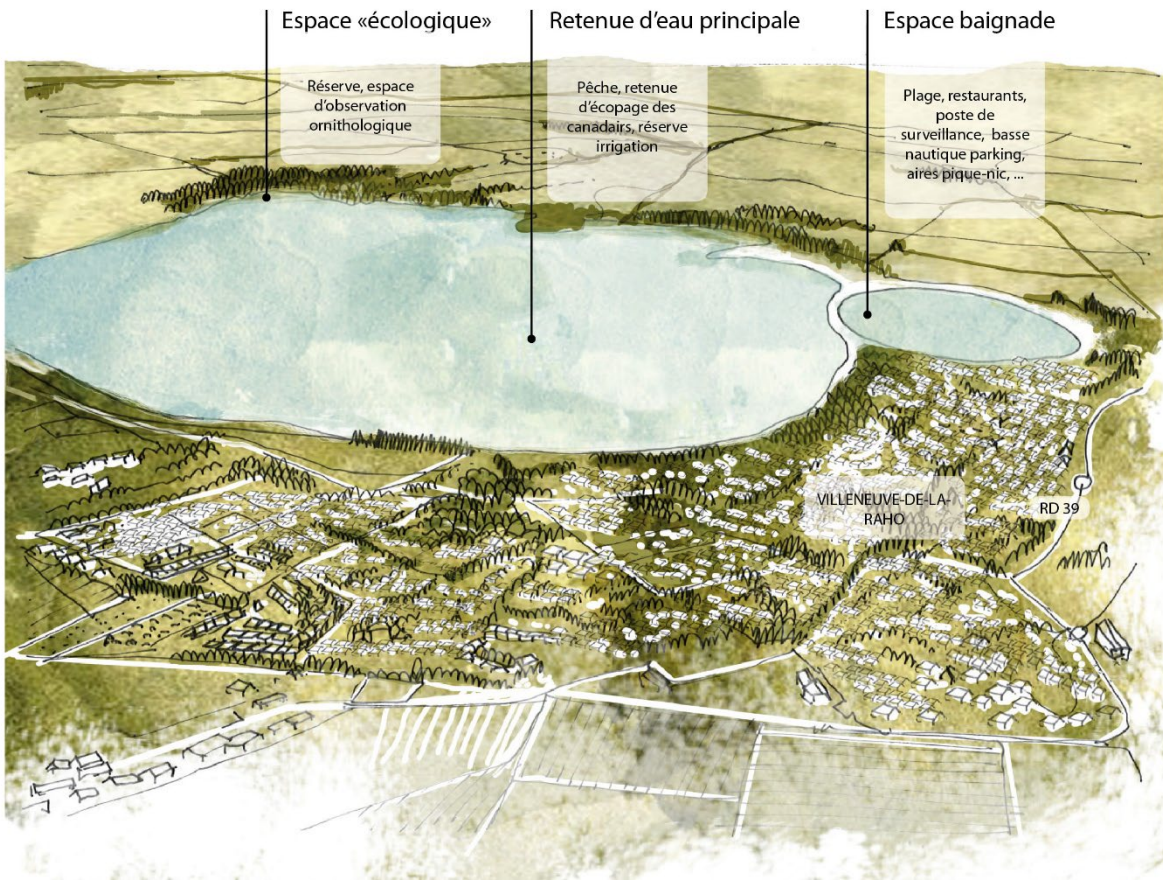 Espace «écologique»
Retenue d'eau principale
Espace baignade
Réserve, espace
d'observation
ornithologique
Pêche, retenue
d'écopage des
canadairs, réserve
irrigation
Plage, restaurants,
poste de
surveillance, basse
nautique parking,
aires pique-nic, ...
VILLENEUVE-DE-LA-
RAHO
RD 39